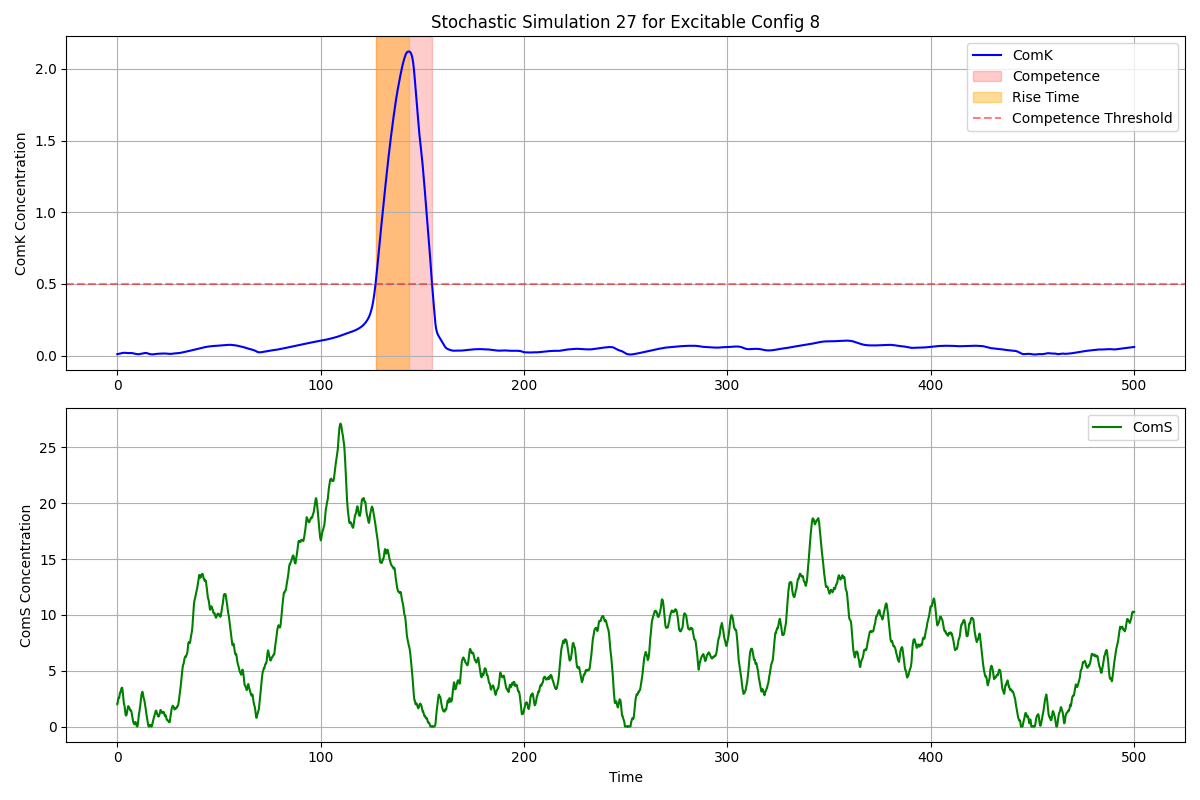 Stochastic Simulation 27 for Excitable Config 8
ComK Concentration
2.0
1.5
1.0
0.5
0.0
ComK
Competence
Rise Time
Competence Threshold
0 100 200 300 400 500
ComS Concentration
25
20
15
10
5
0
ComS
0 100 200 300 400 500
Time